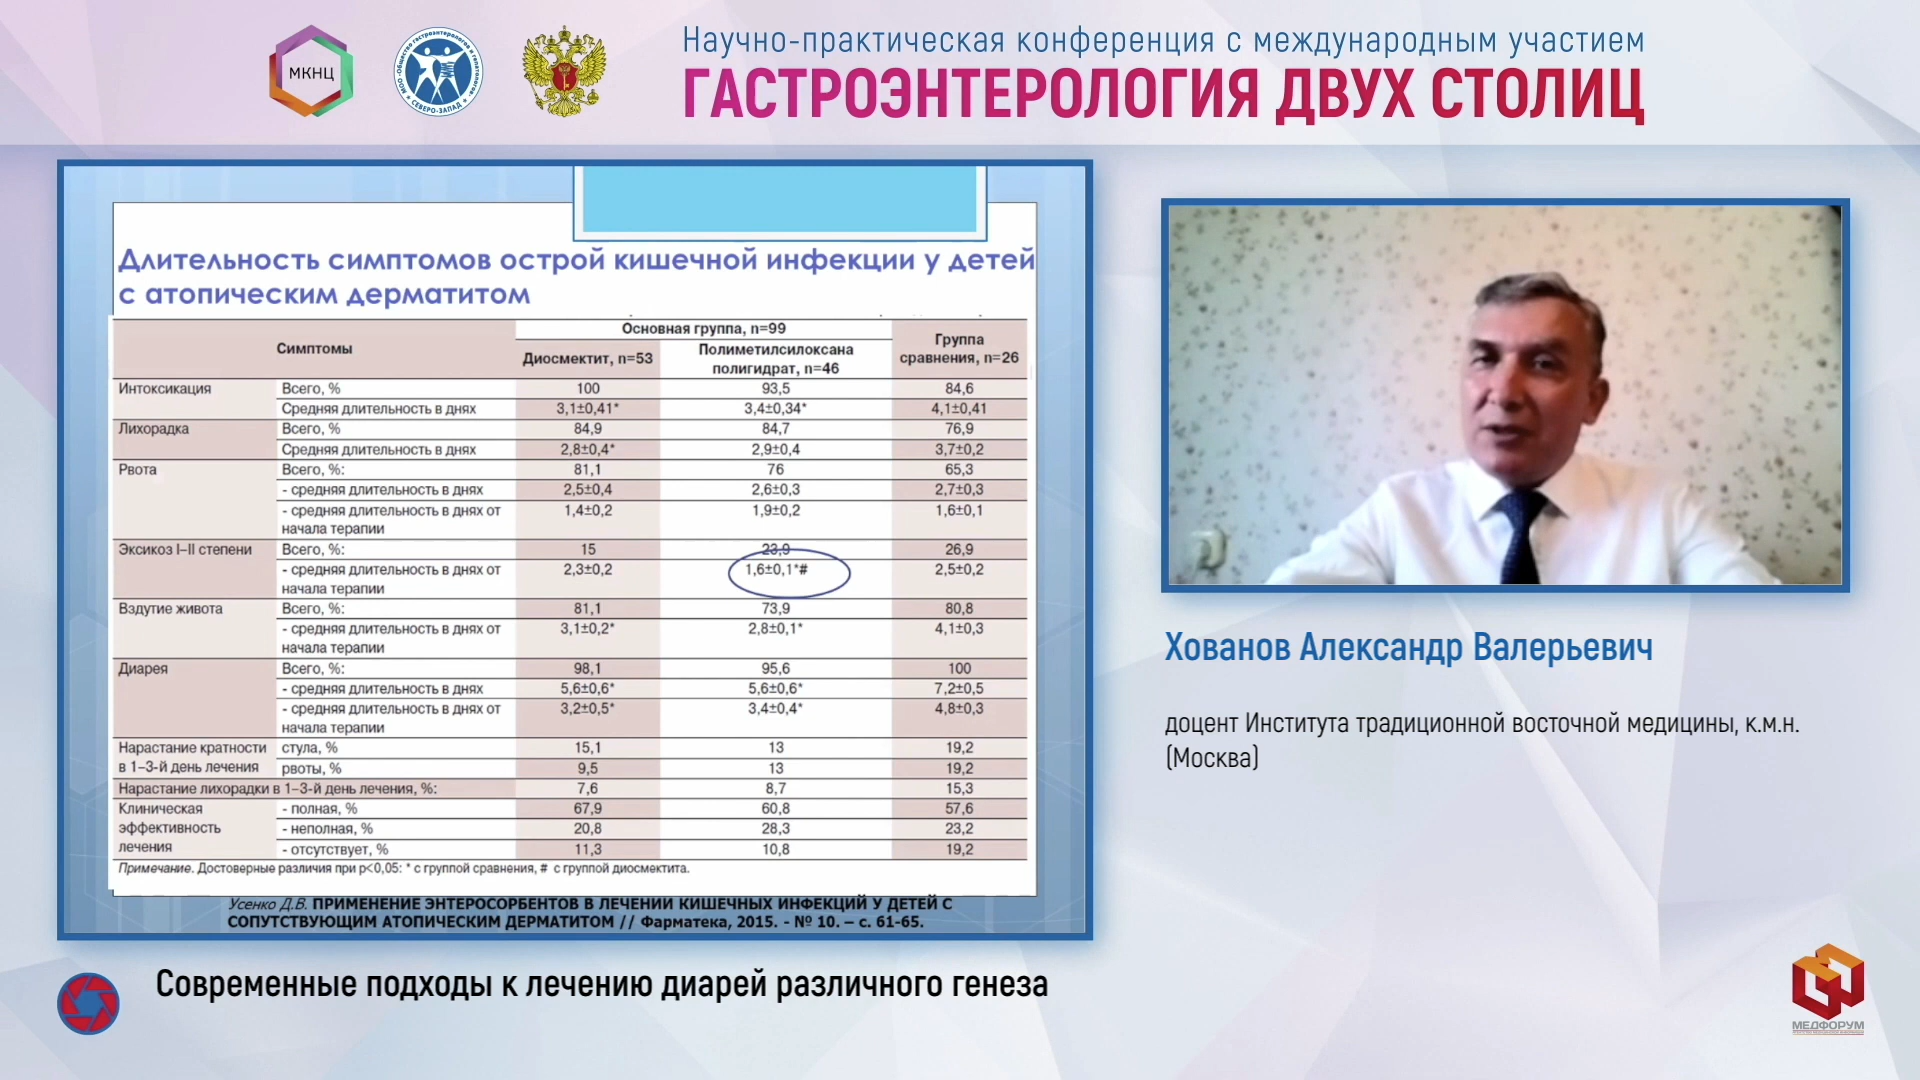 МКНЦ
МОО «Общество гастроэнтерологов и гепатологов»
СЕВЕРО-ЗАПАД
Научно-практическая конференция с международным участием
ГАСТРОЭНТЕРОЛОГИЯ ДВУХ СТОЛИЦ
Длительность симптомов острой кишечной инфекции у детей
с атопическим дерматитом
Симптомы
Основная группа, n=99
Группа
сравнения, n=26
Диосмектит, n=53
Полиметилсилоксана
полигидрат, n=46
Интоксикация Всего, % 100 93,5 84,6
Средняя длительность в днях 3,1±0,41* 3,4±0,34* 4,1±0,41
Лихорадка Всего, % 84,9 84,7 76,9
Средняя длительность в днях 2,8±0,4* 2,9±0,4 3,7±0,2
Рвота Всего, %: 81,1 76 65,3
- средняя длительность в днях 2,5±0,4 2,6±0,3 2,7±0,3
- средняя длительность в днях от 1,4±0,2 1,9±0,2 1,6±0,1
начала терапии
Эксикоз I–II степени Всего, %: 15 23,9 26,9
- средняя длительность в днях от 2,3±0,2 1,6±0,1*# 2,5±0,2
начала терапии
Вздутие живота Всего, %: 81,1 73,9 80,8
- средняя длительность в днях от 3,1±0,2* 2,8±0,1* 4,1±0,3
начала терапии
Диарея Всего, %: 98,1 95,6 100
- средняя длительность в днях 5,6±0,6* 5,6±0,6* 7,2±0,5
- средняя длительность в днях от 3,2±0,5* 3,4±0,4* 4,8±0,3
начала терапии
Нарастание кратности стула, % 15,1 13 19,2
в 1–3-й день лечения рвоты, % 9,5 13 19,2
Нарастание лихорадки в 1–3-й день лечения, %: 7,6 8,7 15,3
Клиническая - полная, % 67,9 60,8 57,6
эффективность - неполная, % 20,8 28,3 23,2
лечения - отсутствует, % 11,3 10,8 19,2
Примечание. Достоверные различия при p<0,05: * с группой сравнения, # с группой диосмектита.
Усенко Д.В. ПРИМЕНЕНИЕ ЭНТЕРОСОРБЕНТОВ В ЛЕЧЕНИИ КИШЕЧНЫХ ИНФЕКЦИЙ У ДЕТЕЙ С
СОПУТСТВУЮЩИМ АТОПИЧЕСКИМ ДЕРМАТИТОМ // Фарматека, 2015. - № 10. – с. 61-65.
Хованов Александр Валерьевич
доцент Института традиционной восточной медицины, к.м.н.
(Москва)
Современные подходы к лечению диарей различного генеза
МЕДФОРУМ